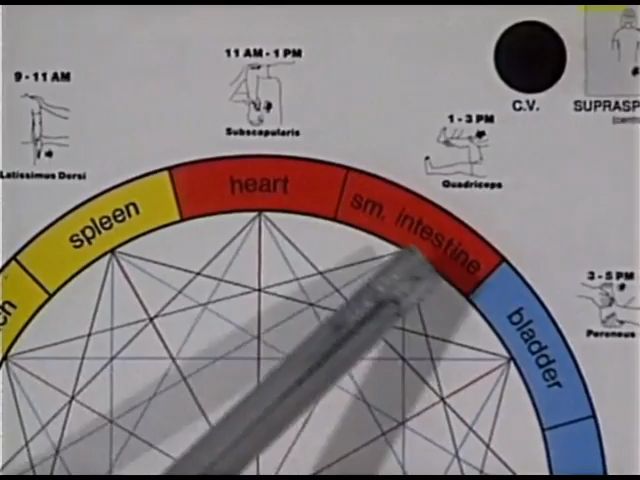 11 AM - 1 PM
9 - 11 AM
C.V.
SUPRASP
1 - 3 PM
Subscapularis
Latissimus Dorsi
Quadriceps
heart
sm. intestine
spleen
3 - 5 PM
bladder
Peroneus
ch